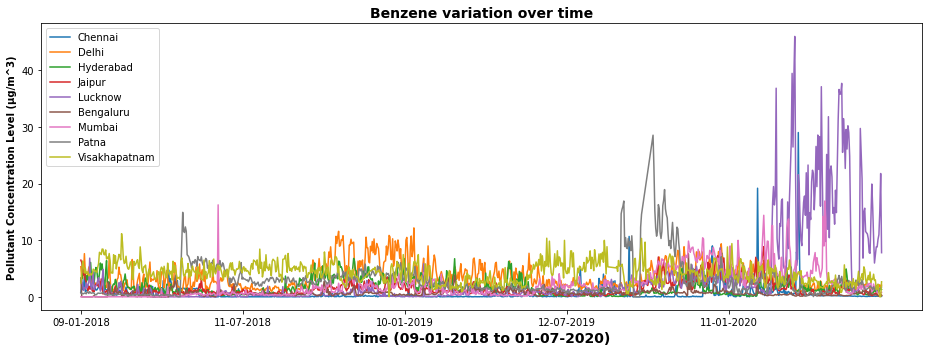 Benzene variation over time
Pollutant Concentration Level (µg/m^3)
40
30
20
10
0
Chennai
Delhi
Hyderabad
Jaipur
Lucknow
Bengaluru
Mumbai
Patna
Visakhapatnam
09-01-2018 11-07-2018 10-01-2019 12-07-2019 11-01-2020
time (09-01-2018 to 01-07-2020)